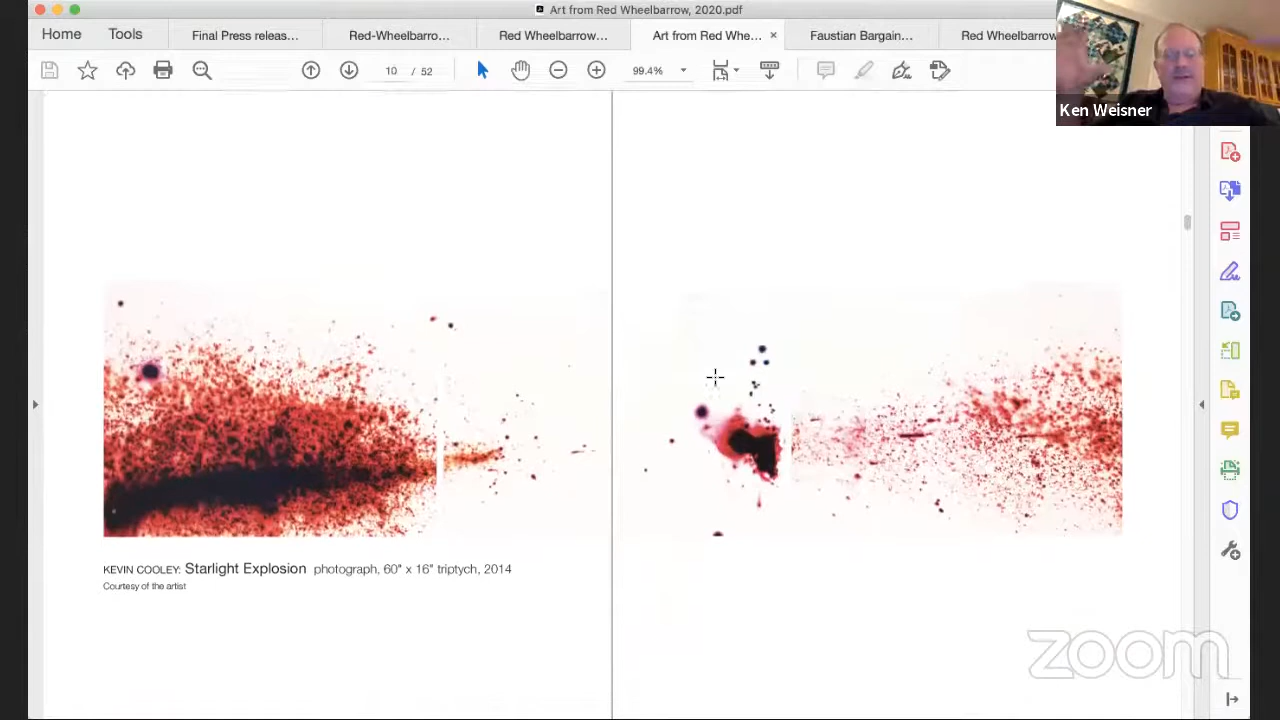 Art from Red Wheelbarrow, 2020.pdf
Home
Tools
Final Press releas...
Red-Wheelbarro...
Red Wheelbarrow...
Art from Red Whe... ×
Faustian Bargain...
Red Wheelbarrow
10 / 52
99.4%
Ken Weisner
KEVIN COOLEY: Starlight Explosion photograph, 60" x 16" triptych, 2014
Courtesy of the artist
zoom